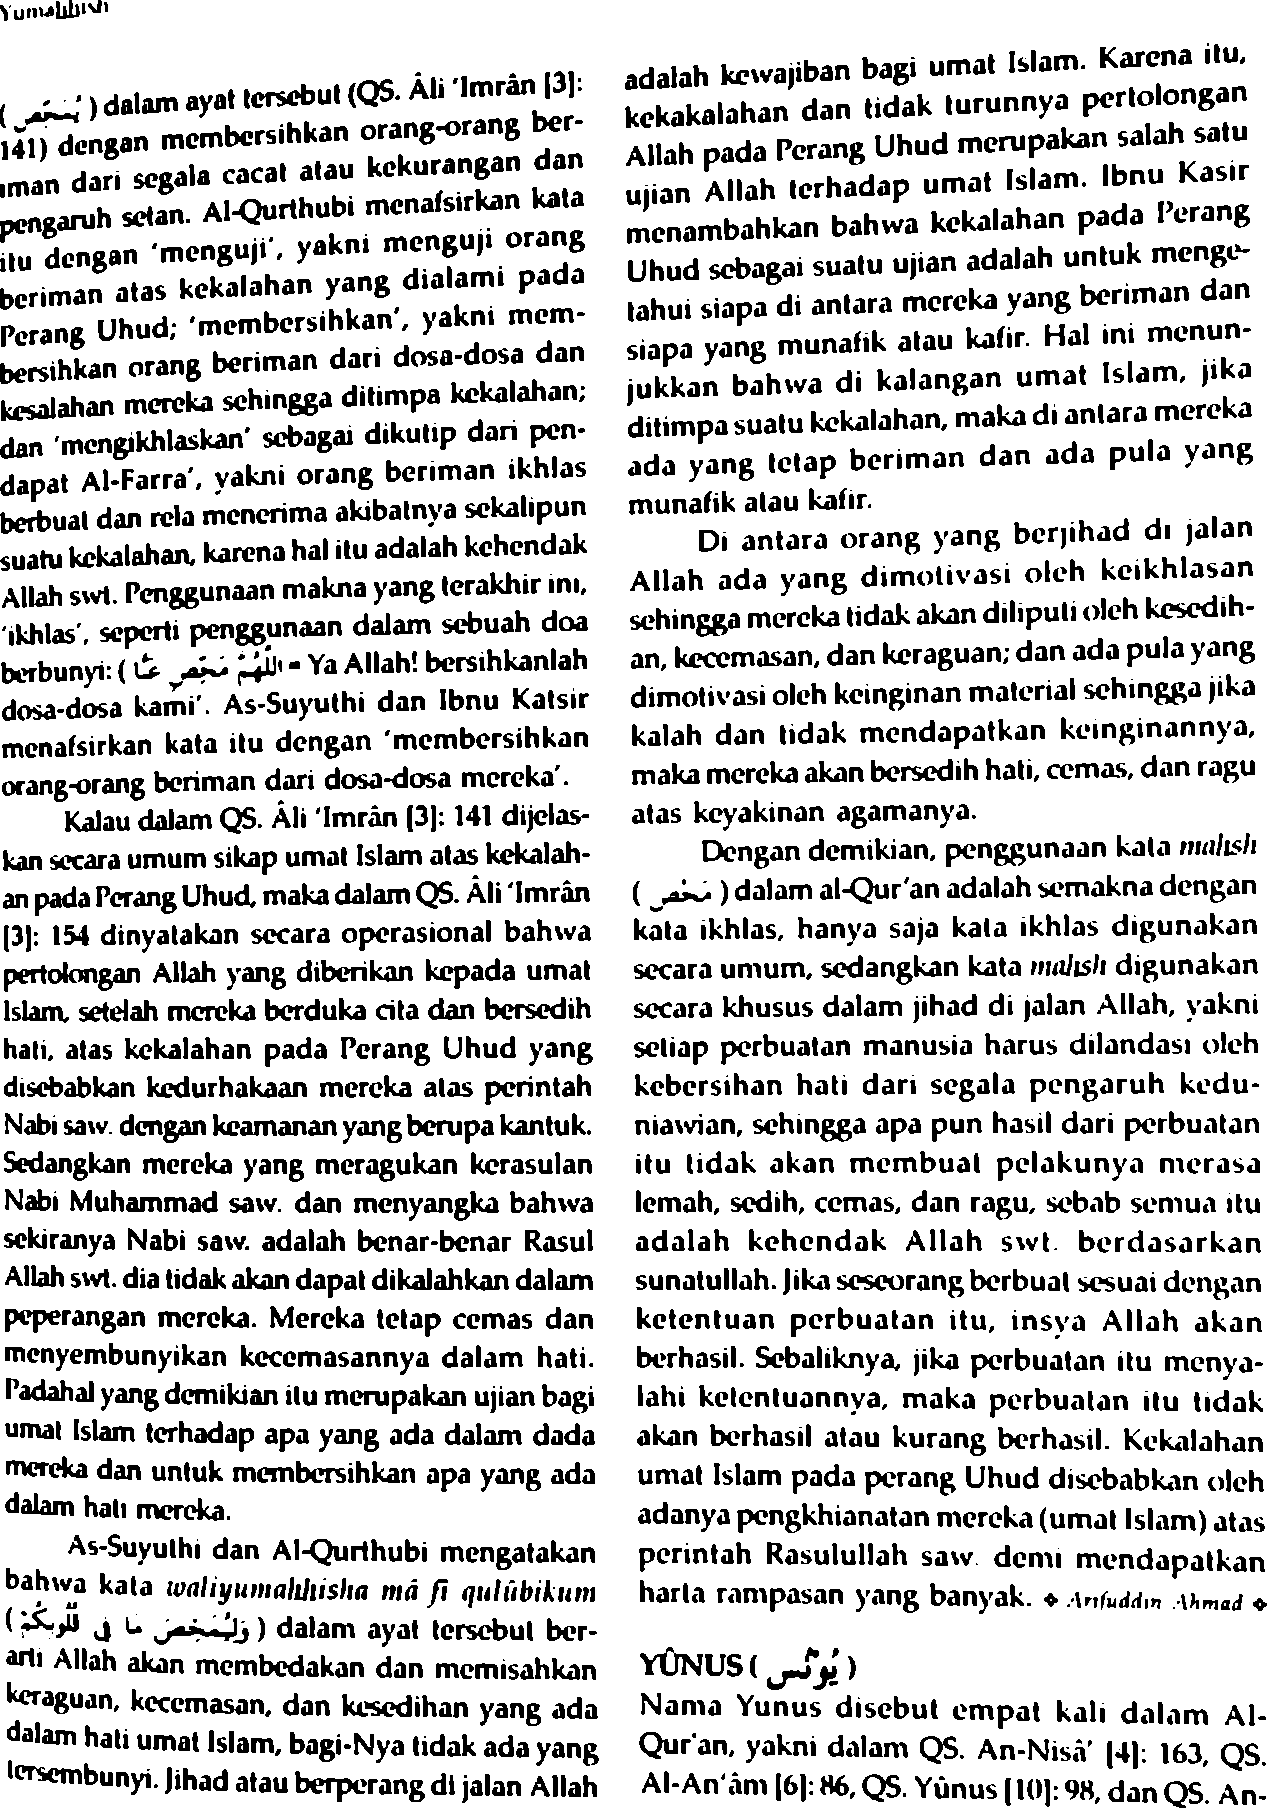 Yumahhish
( يُمَحِّصَ ) dalam ayat tersebut (QS. Âli 'Imrân [3]:
141) dengan membersihkan orang-orang ber-
iman dari segala cacat atau kekurangan dan
pengaruh setan. Al-Qurthubi menafsirkan kata
itu dengan 'menguji', yakni menguji orang
beriman atas kekalahan yang dialami pada
Perang Uhud; 'membersihkan', yakni mem-
bersihkan orang beriman dari dosa-dosa dan
kesalahan mereka sehingga ditimpa kekalahan;
dan 'mengikhlaskan' sebagai dikutip dari pen-
dapat Al-Farra', yakni orang beriman ikhlas
berbuat dan rela menerima akibatnya sekalipun
suatu kekalahan, karena hal itu adalah kehendak
Allah swt. Penggunaan makna yang terakhir ini,
'ikhlas', seperti penggunaan dalam sebuah doa
berbunyi: ( اَللّٰهُمَّ مَحِّصْ عَنَّا = Ya Allah! bersihkanlah
dosa-dosa kami'. As-Suyuthi dan Ibnu Katsir
menafsirkan kata itu dengan 'membersihkan
orang-orang beriman dari dosa-dosa mereka'.
Kalau dalam QS. Âli 'Imrân [3]: 141 dijelas-
kan secara umum sikap umat Islam atas kekalah-
an pada Perang Uhud, maka dalam QS. Âli 'Imrân
[3]: 154 dinyatakan secara operasional bahwa
pertolongan Allah yang diberikan kepada umat
Islam, setelah mereka berduka cita dan bersedih
hati, atas kekalahan pada Perang Uhud yang
disebabkan kedurhakaan mereka atas perintah
Nabi saw. dengan keamanan yang berupa kantuk.
Sedangkan mereka yang meragukan kerasulan
Nabi Muhammad saw. dan menyangka bahwa
sekiranya Nabi saw. adalah benar-benar Rasul
Allah swt. dia tidak akan dapat dikalahkan dalam
peperangan mereka. Mereka tetap cemas dan
menyembunyikan kecemasannya dalam hati.
Padahal yang demikian itu merupakan ujian bagi
umat Islam terhadap apa yang ada dalam dada
mereka dan untuk membersihkan apa yang ada
dalam hati mereka.
As-Suyuthi dan Al-Qurthubi mengatakan
bahwa kata waliyumahhisha mâ fî qulûbikum
( وَلِيُمَحِّصَ مَا فِى قُلُوبِكُمْ ) dalam ayat tersebut ber-
arti Allah akan membedakan dan memisahkan
keraguan, kecemasan, dan kesedihan yang ada
dalam hati umat Islam, bagi-Nya tidak ada yang
tersembunyi. Jihad atau berperang di jalan Allah
adalah kewajiban bagi umat Islam. Karena itu,
kekakalahan dan tidak turunnya pertolongan
Allah pada Perang Uhud merupakan salah satu
ujian Allah terhadap umat Islam. Ibnu Kasir
menambahkan bahwa kekalahan pada Perang
Uhud sebagai suatu ujian adalah untuk menge-
tahui siapa di antara mereka yang beriman dan
siapa yang munafik atau kafir. Hal ini menun-
jukkan bahwa di kalangan umat Islam, jika
ditimpa suatu kekalahan, maka di antara mereka
ada yang tetap beriman dan ada pula yang
munafik atau kafir.
Di antara orang yang berjihad di jalan
Allah ada yang dimotivasi oleh keikhlasan
sehingga mereka tidak akan diliputi oleh kesedih-
an, kecemasan, dan keraguan; dan ada pula yang
dimotivasi oleh keinginan material sehingga jika
kalah dan tidak mendapatkan keinginannya,
maka mereka akan bersedih hati, cemas, dan ragu
atas keyakinan agamanya.
Dengan demikian, penggunaan kata mahish
( مَحْص ) dalam al-Qur'an adalah semakna dengan
kata ikhlas, hanya saja kata ikhlas digunakan
secara umum, sedangkan kata mahish digunakan
secara khusus dalam jihad di jalan Allah, yakni
setiap perbuatan manusia harus dilandasi oleh
kebersihan hati dari segala pengaruh kedu-
niawian, sehingga apa pun hasil dari perbuatan
itu tidak akan membuat pelakunya merasa
lemah, sedih, cemas, dan ragu, sebab semua itu
adalah kehendak Allah swt. berdasarkan
sunatullah. Jika seseorang berbuat sesuai dengan
ketentuan perbuatan itu, insya Allah akan
berhasil. Sebaliknya, jika perbuatan itu menya-
lahi ketentuannya, maka perbuatan itu tidak
akan berhasil atau kurang berhasil. Kekalahan
umat Islam pada perang Uhud disebabkan oleh
adanya pengkhianatan mereka (umat Islam) atas
perintah Rasulullah saw. demi mendapatkan
harta rampasan yang banyak. ❖ Arifuddin Ahmad ❖
YÛNUS ( يُوْنُس )
Nama Yunus disebut empat kali dalam Al-
Qur'an, yakni dalam QS. An-Nisâ' [4]: 163, QS.
Al-An'âm [6]: 86, QS. Yûnus [10]: 98, dan QS. An-